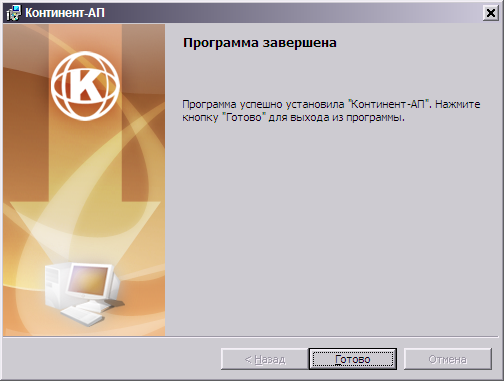 Континент-АП
K
Программа завершена
Программа успешно установила "Континент-АП". Нажмите
кнопку "Готово" для выхода из программы.
< Назад
Готово
Отмена